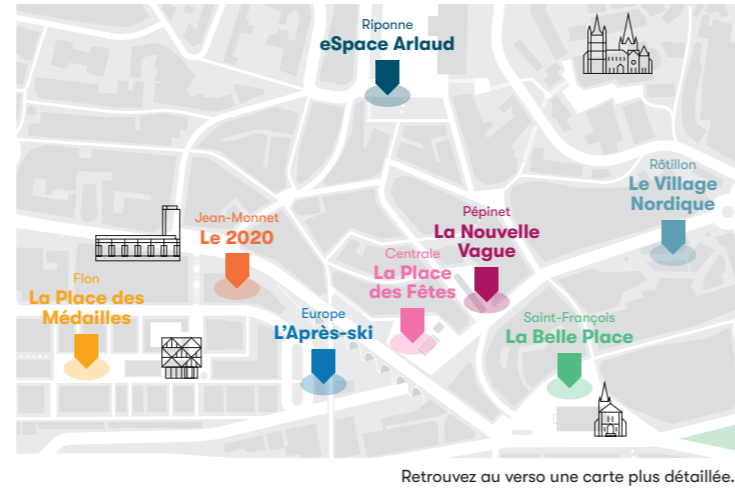 Riponne
eSpace Arlaud
Rôtillon
Le Village
Nordique
Pépinet
La Nouvelle
Vague
Jean-Monnet
Le 2020
Centrale
La Place
des Fêtes
Flon
La Place des
Médailles
Europe
L'Après-ski
Saint-François
La Belle Place
Retrouvez au verso une carte plus détaillée.